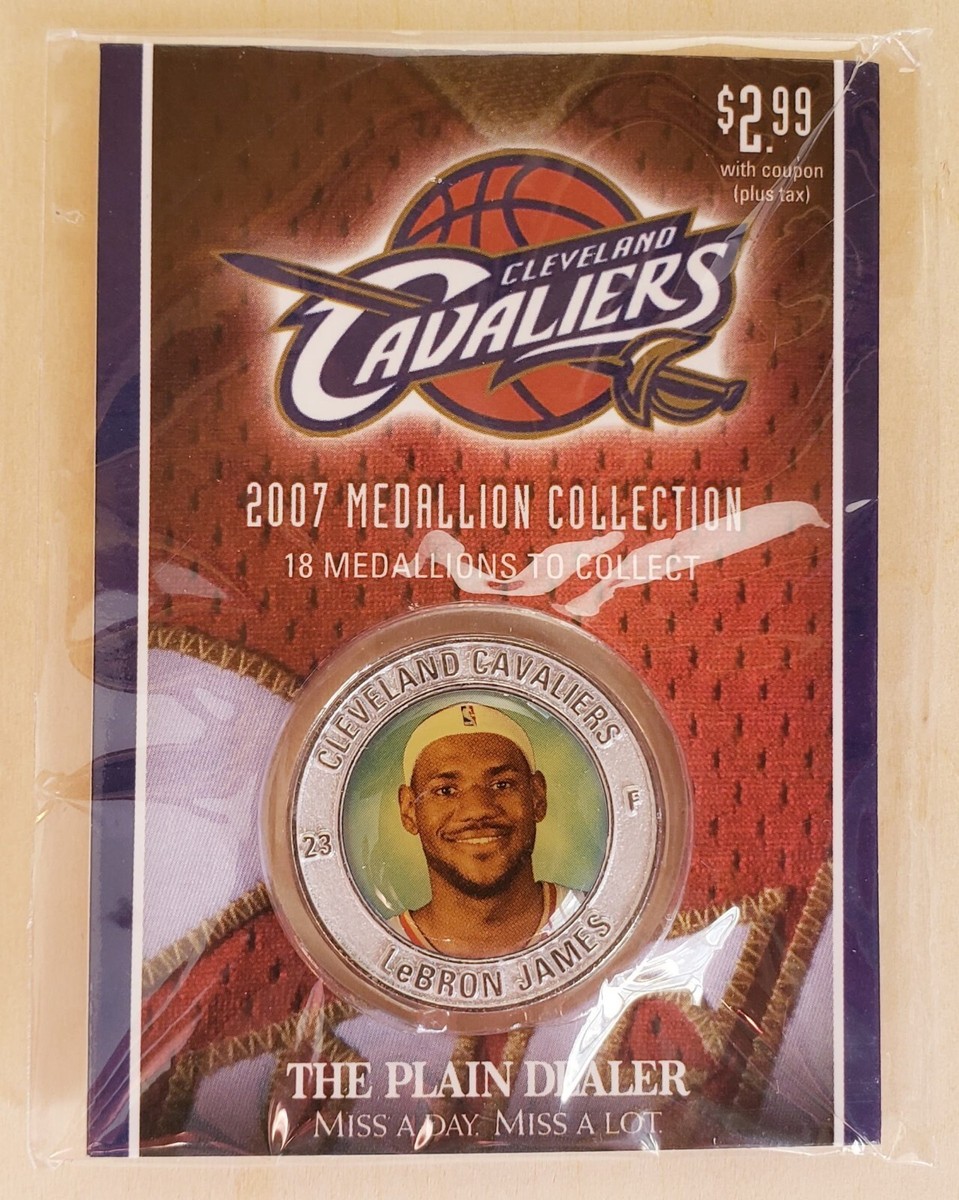 $2.99
with coupon
(plus tax)
CLEVELAND
CAVALIERS
2007 MEDALLION COLLECTION
18 MEDALLIONS TO COLLECT
CLEVELAND CAVALIERS
23
F
LeBRON JAMES
THE PLAIN DEALER
MISS A DAY. MISS A LOT.